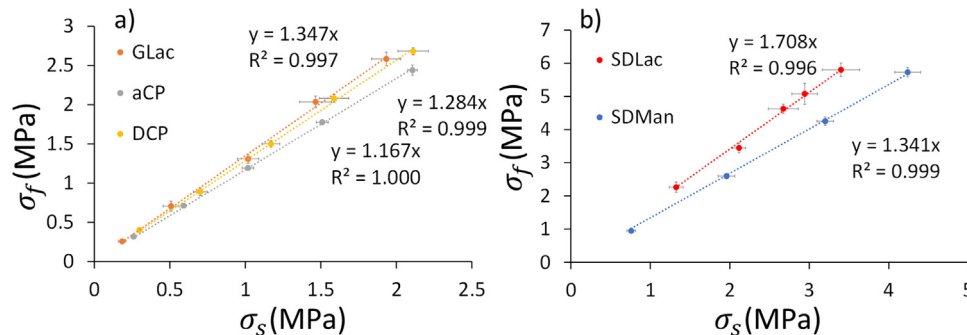 a)
GLac
aCP
DCP
y = 1.347x
R² = 0.997
y = 1.284x
R² = 0.999
y = 1.167x
R² = 1.000
3
2.5
2
1.5
1
0.5
0
σf (MPa)
0 0.5 1 1.5 2 2.5
σs (MPa)
b)
SDLac
SDMan
y = 1.708x
R² = 0.996
y = 1.341x
R² = 0.999
7
6
5
4
3
2
1
0
σf (MPa)
0 1 2 3 4 5
σs (MPa)